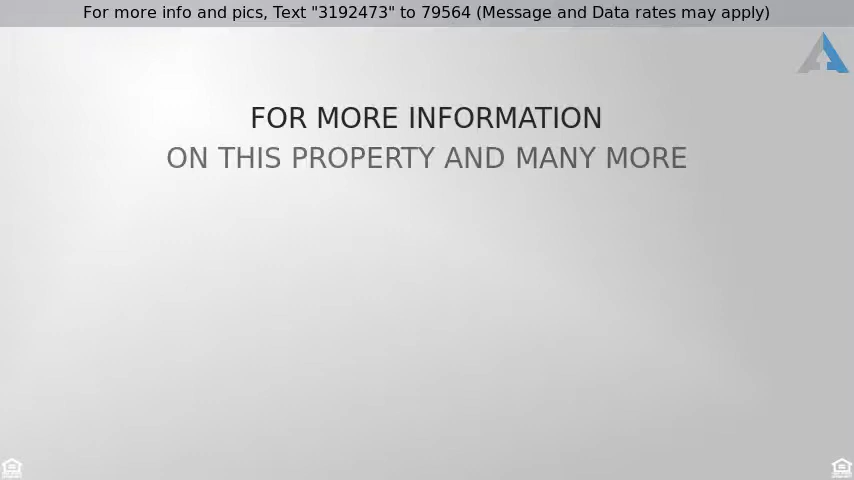 For more info and pics, Text "3192473" to 79564 (Message and Data rates may apply)
FOR MORE INFORMATION
ON THIS PROPERTY AND MANY MORE